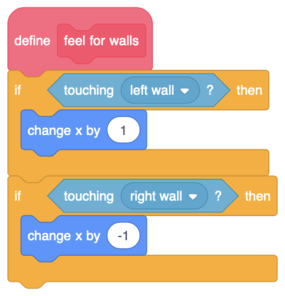 define feel for walls
if touching left wall ? then
change x by 1
if touching right wall ? then
change x by -1